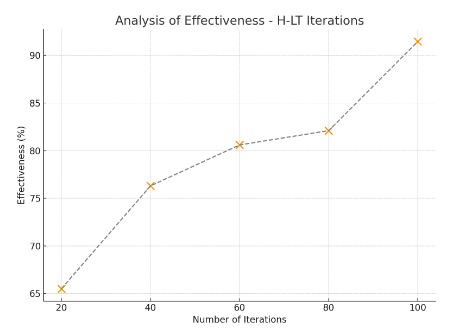 Analysis of Effectiveness - H-LT Iterations
Effectiveness (%)
90
85
80
75
70
65
20 40 60 80 100
Number of Iterations